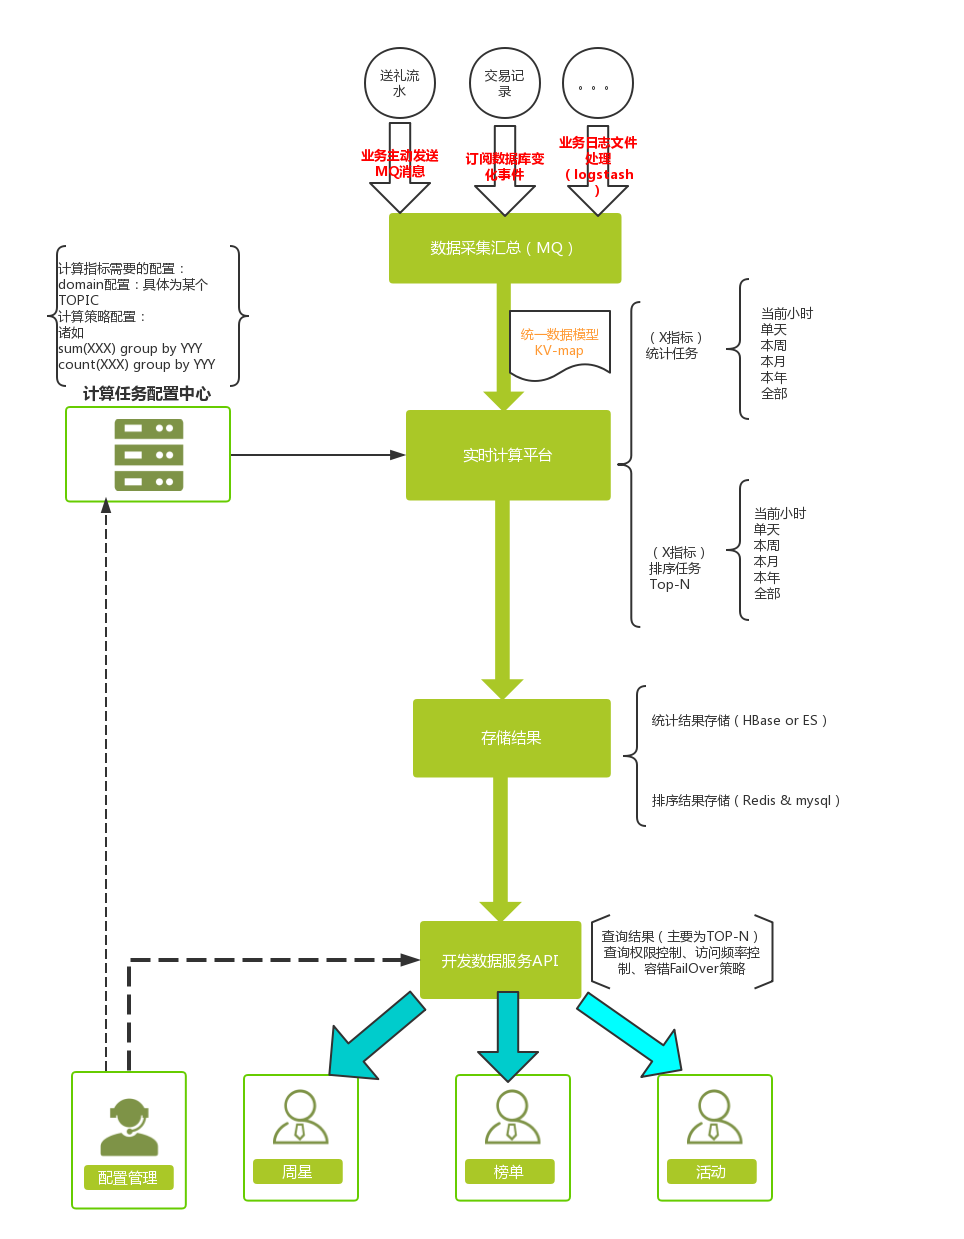 送礼流
水
交易记
录
。。。
业务主动发送
MQ消息
订阅数据库变
化事件
业务日志文件
处理
（logstash
）
数据采集汇总（MQ）
计算指标需要的配置：
domain配置：具体为某个
TOPIC
计算策略配置：
诸如
sum(XXX) group by YYY
count(XXX) group by YYY
计算任务配置中心
统一数据模型
KV-map
（X指标）
统计任务
当前小时
单天
本周
本月
本年
全部
实时计算平台
（X指标）
排序任务
Top-N
当前小时
单天
本周
本月
本年
全部
存储结果
统计结果存储（HBase or ES）
排序结果存储（Redis & mysql）
开发数据服务API
查询结果（主要为TOP-N）
查询权限控制、访问频率控
制、容错FailOver策略
配置管理
周星
榜单
活动